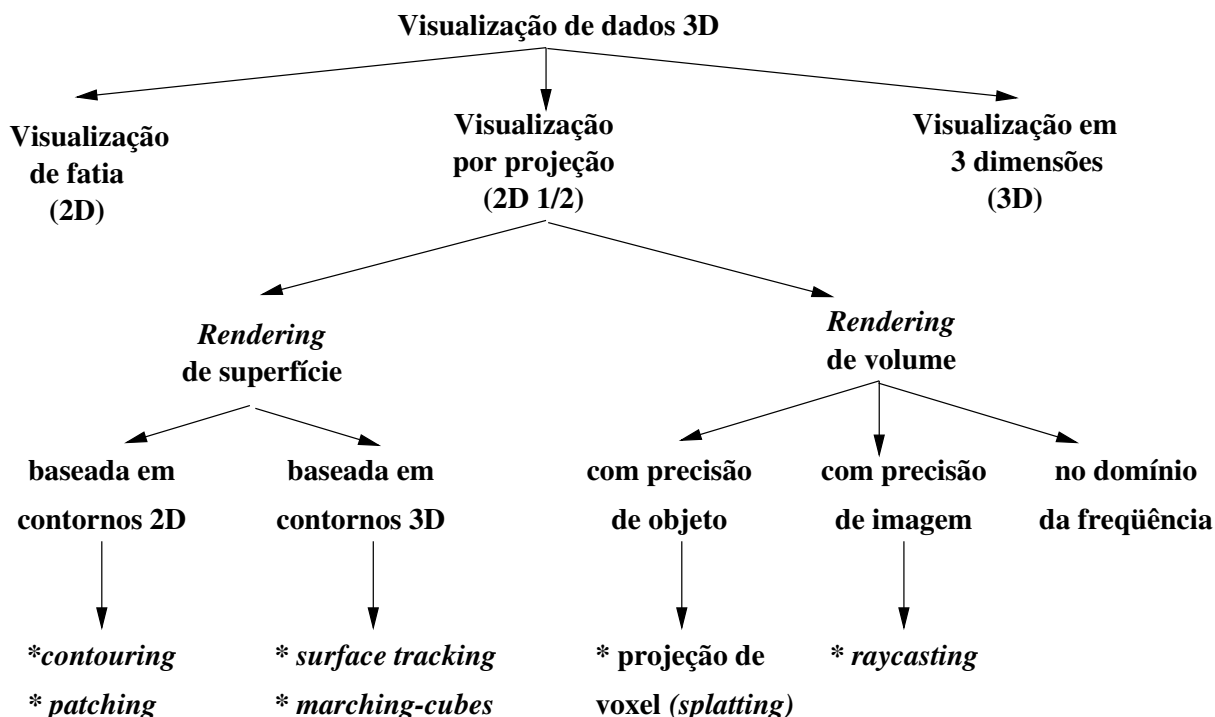 Visualização de dados 3D
Visualização
de fatia
(2D)
Visualização
por projeção
(2D 1/2)
Visualização em
3 dimensões
(3D)
Rendering
de superfície
Rendering
de volume
baseada em
contornos 2D
baseada em
contornos 3D
com precisão
de objeto
com precisão
de imagem
no domínio
da freqüência
*contouring
* patching
* surface tracking
* marching-cubes
* projeção de
voxel (splatting)
* raycasting